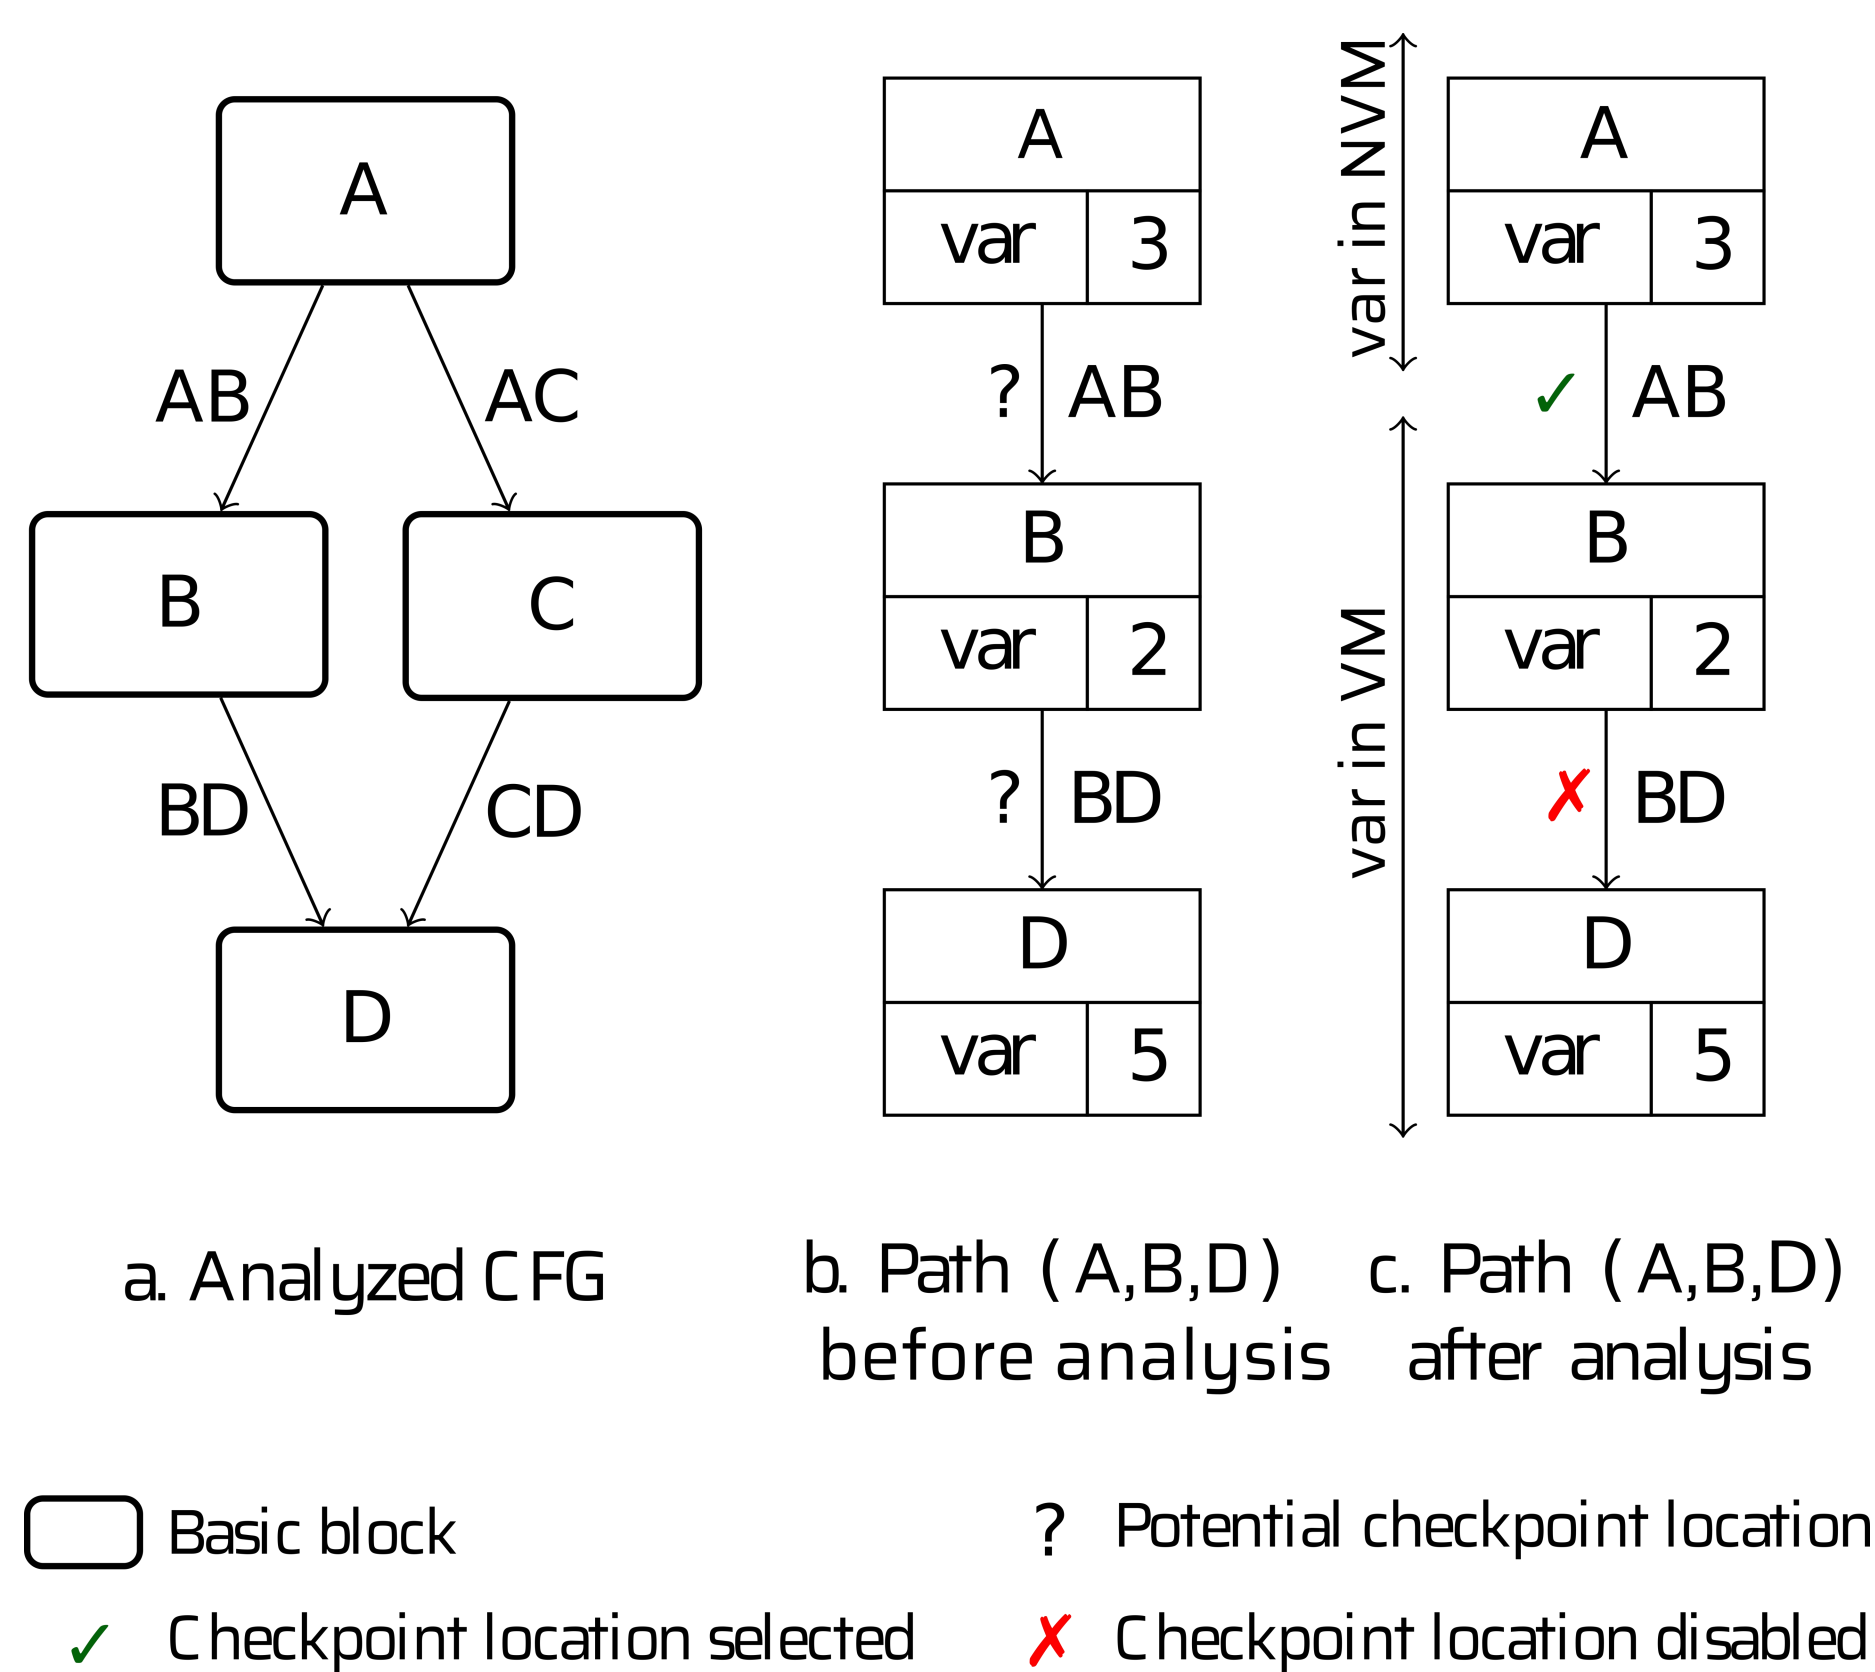 A
AB
AC
B
C
BD
CD
D
a. Analyzed CFG
A
var 3
? AB
B
var 2
? BD
D
var 5
b. Path (A,B,D)
before analysis
var in NVM
var in VM
A
var 3
✓ AB
B
var 2
✗ BD
D
var 5
c. Path (A,B,D)
after analysis
Basic block
? Potential checkpoint location
✓ Checkpoint location selected
✗ Checkpoint location disabled